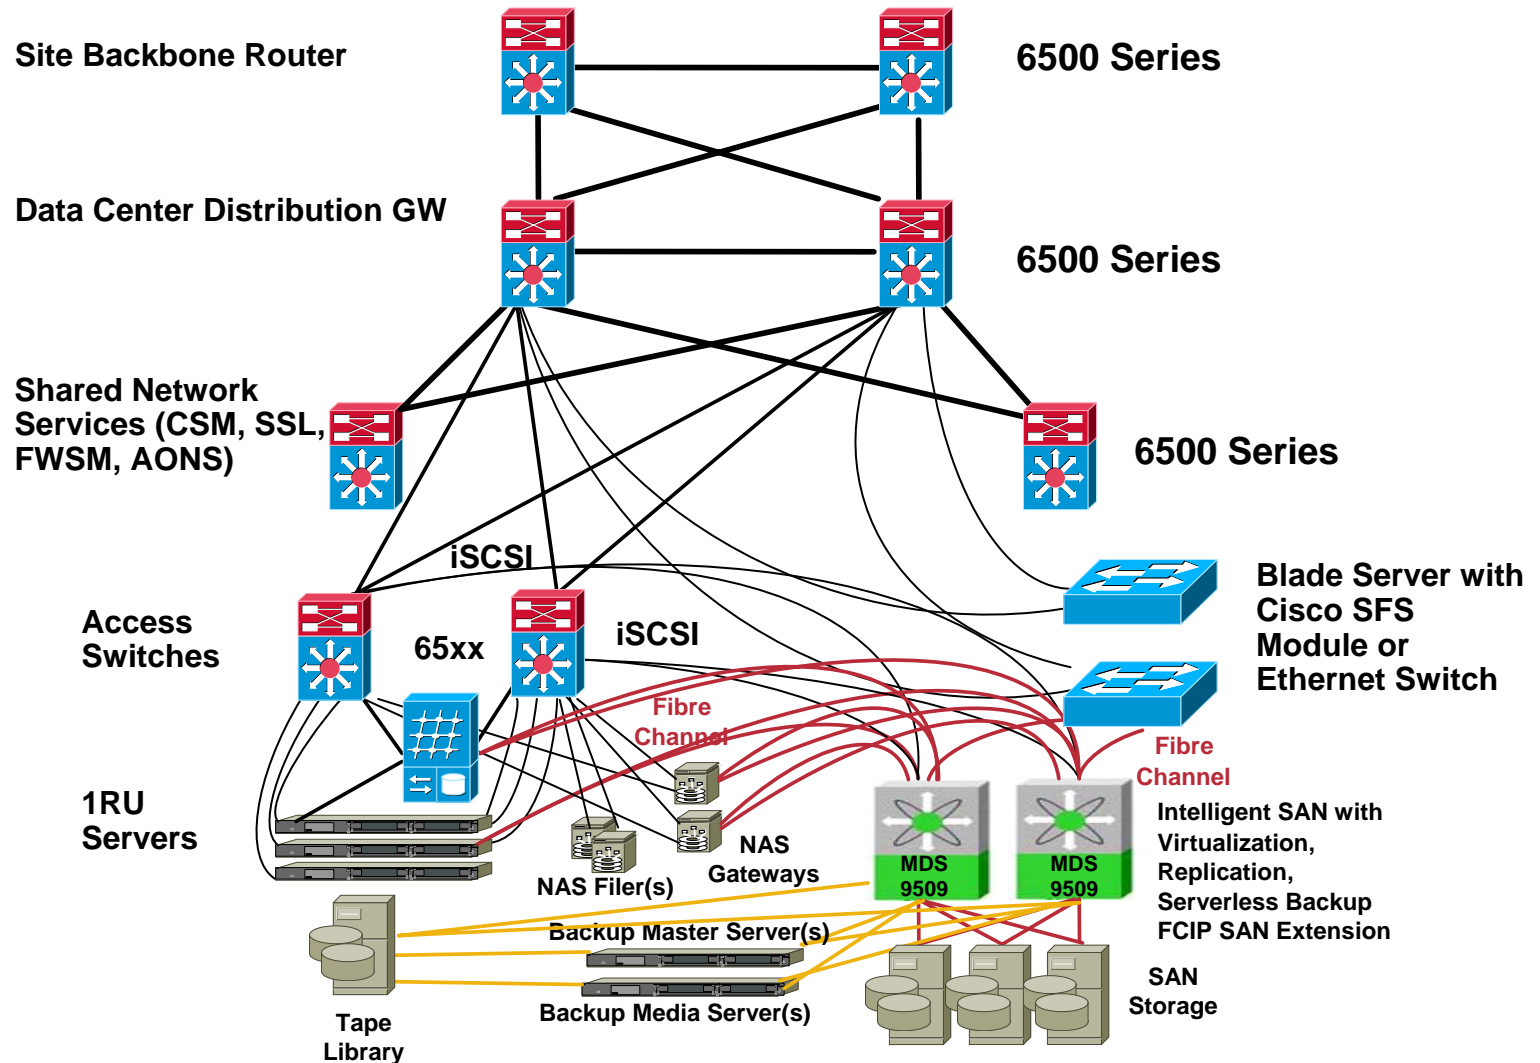 Site Backbone Router
6500 Series
Data Center Distribution GW
6500 Series
Shared Network
Services (CSM, SSL,
FWSM, AONS)
6500 Series
iSCSI
Blade Server with
Cisco SFS
Module or
Ethernet Switch
Access
Switches
65xx
iSCSI
Fibre
Channel
Fibre
Channel
1RU
Servers
Intelligent SAN with
Virtualization,
Replication,
Serverless Backup
FCIP SAN Extension
NAS
Gateways
NAS Filer(s)
MDS
9509
MDS
9509
Backup Master Server(s)
Backup Media Server(s)
SAN
Storage
Tape
Library